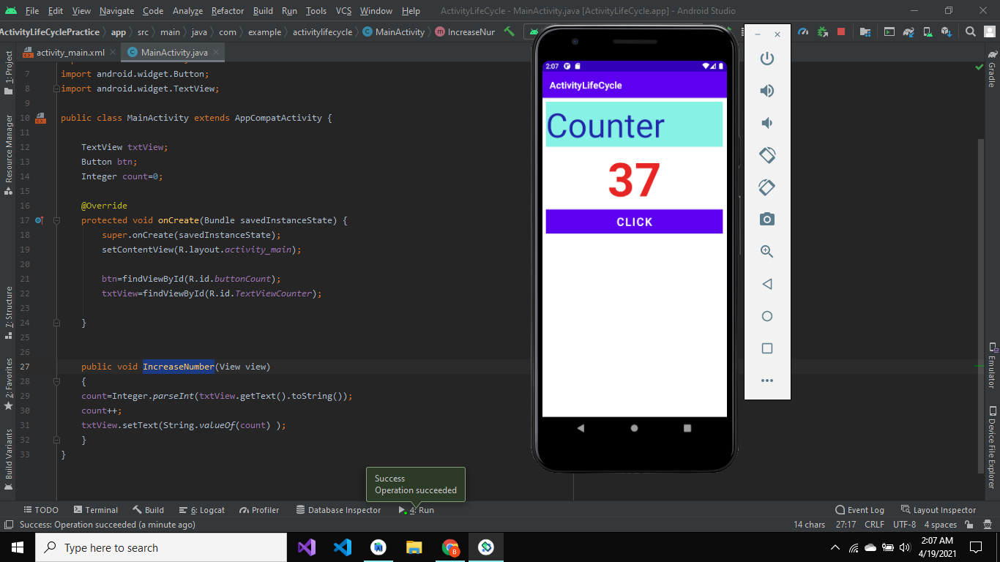 File Edit View Navigate Code Analyze Refactor Build Run Tools VCS Window Help ActivityLifeCycle - MainActivity.java [ActivityLifeCycle.app] - Android Studio
ActivityLifeCyclePractice app src main java com example activitylifecycle MainActivity IncreaseNur
activity_main.xml MainActivity.java
1: Project
Resource Manager
7: Structure
2: Favorites
Build Variants
7 import android.widget.Button;
8 import android.widget.TextView;
9
10 public class MainActivity extends AppCompatActivity {
11
12 TextView txtView;
13 Button btn;
14 Integer count=0;
15
16 @Override
17 protected void onCreate(Bundle savedInstanceState) {
18 super.onCreate(savedInstanceState);
19 setContentView(R.layout.activity_main);
20
21 btn=findViewById(R.id.buttonCount);
22 txtView=findViewById(R.id.TextViewCounter);
23
24 }
25
26
27 public void IncreaseNumber(View view)
28 {
29 count=Integer.parseInt(txtView.getText().toString());
30 count++;
31 txtView.setText(String.valueOf(count) );
32 }
33 }
2:07
ActivityLifeCycle
Counter
37
CLICK
Gradle
Emulator
Device File Explorer
Success
Operation succeeded
TODO Terminal Build 6: Logcat Profiler Database Inspector 4: Run Event Log Layout Inspector
Success: Operation succeeded (a minute ago) 14 chars 27:17 CRLF UTF-8 4 spaces
Type here to search
B
2:07 AM
4/19/2021